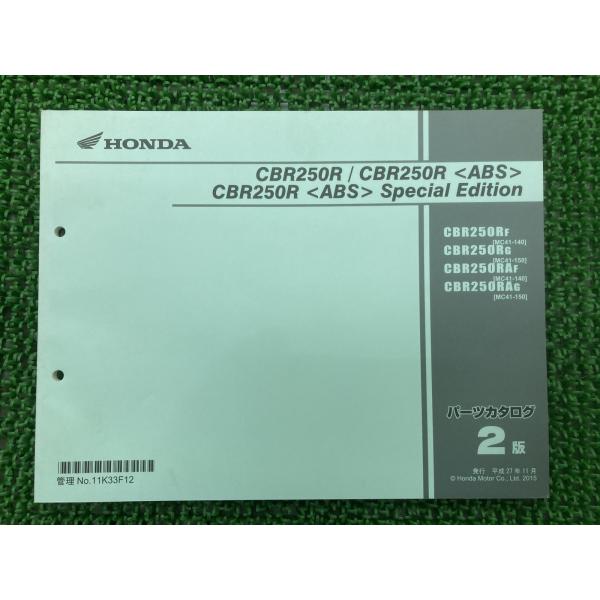 HONDA
CBR250R / CBR250R <ABS>
CBR250R <ABS> Special Edition
CBR250RF
[MC41-140]
CBR250RG
[MC41-150]
CBR250RAF
[MC41-140]
CBR250RAG
[MC41-150]
パーツカタログ
2版
発行 平成27年11月
© Honda Motor Co., Ltd. 2015
管理 No.11K33F12